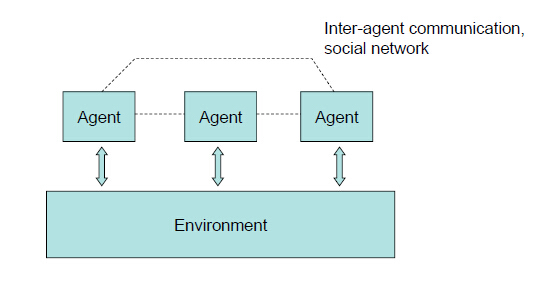 Inter-agent communication,
social network
Agent
Agent
Agent
Environment